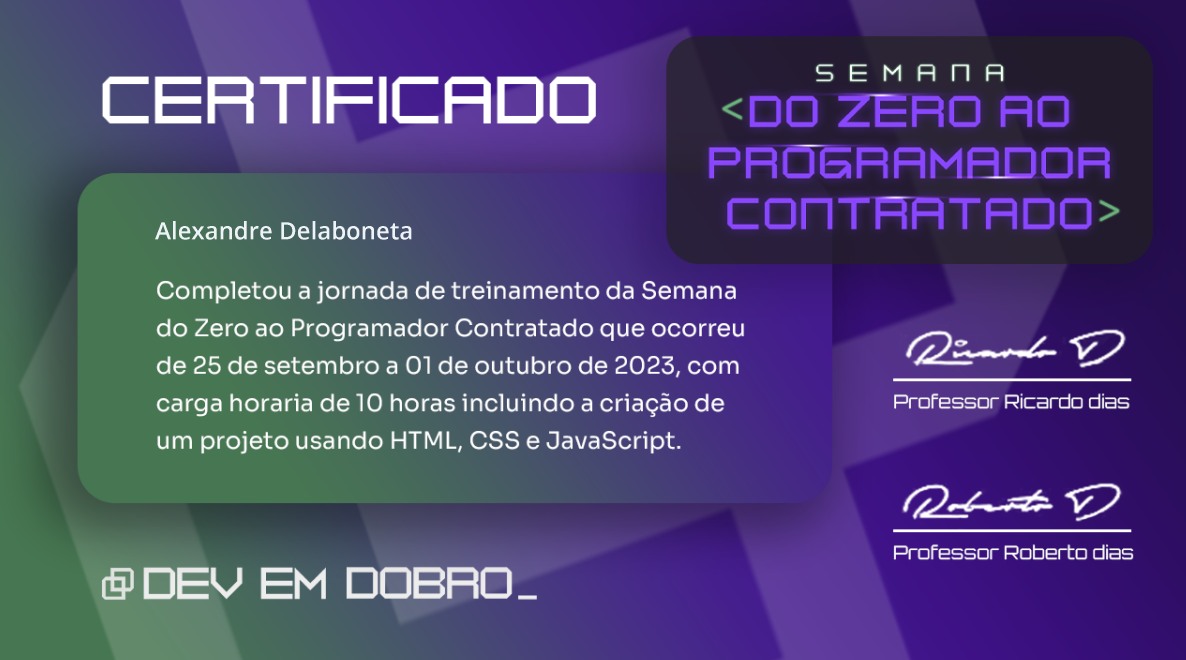 CERTIFICADO
SEMANA
<DO ZERO AO
PROGRAMADOR
CONTRATADO>
Alexandre Delaboneta
Completou a jornada de treinamento da Semana
do Zero ao Programador Contratado que ocorreu
de 25 de setembro a 01 de outubro de 2023, com
carga horaria de 10 horas incluindo a criação de
um projeto usando HTML, CSS e JavaScript.
Ricardo D
Professor Ricardo dias
Roberto D
Professor Roberto dias
DEV EM DOBRO_